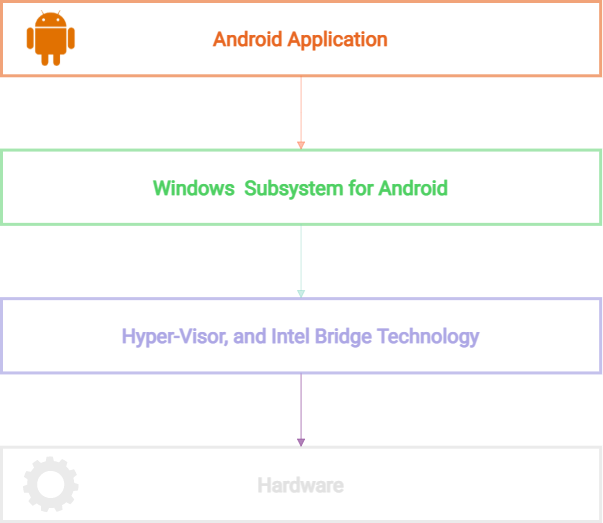 Android Application
Windows  Subsystem for Android
Hyper-Visor, and Intel Bridge Technology
Hardware